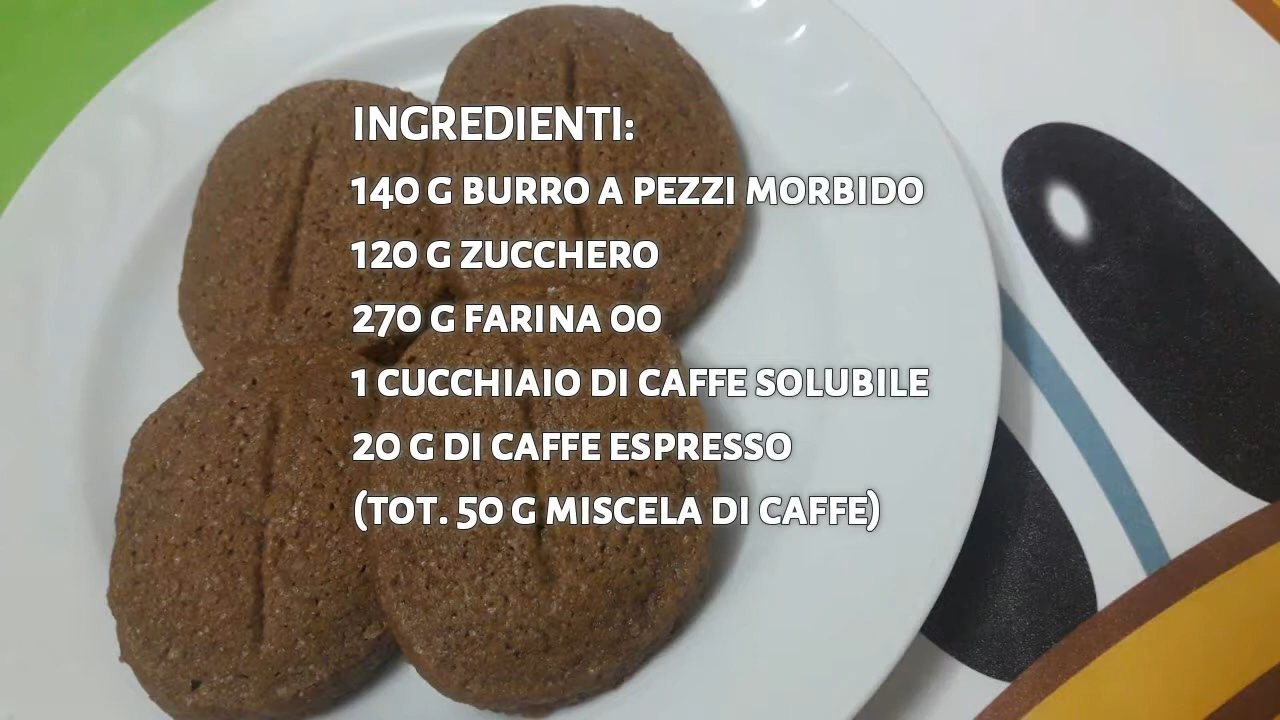 INGREDIENTI:
140 G BURRO A PEZZI MORBIDO
120 G ZUCCHERO
270 G FARINA 00
1 CUCCHIAIO DI CAFFE SOLUBILE
20 G DI CAFFE ESPRESSO
(TOT. 50 G MISCELA DI CAFFE)